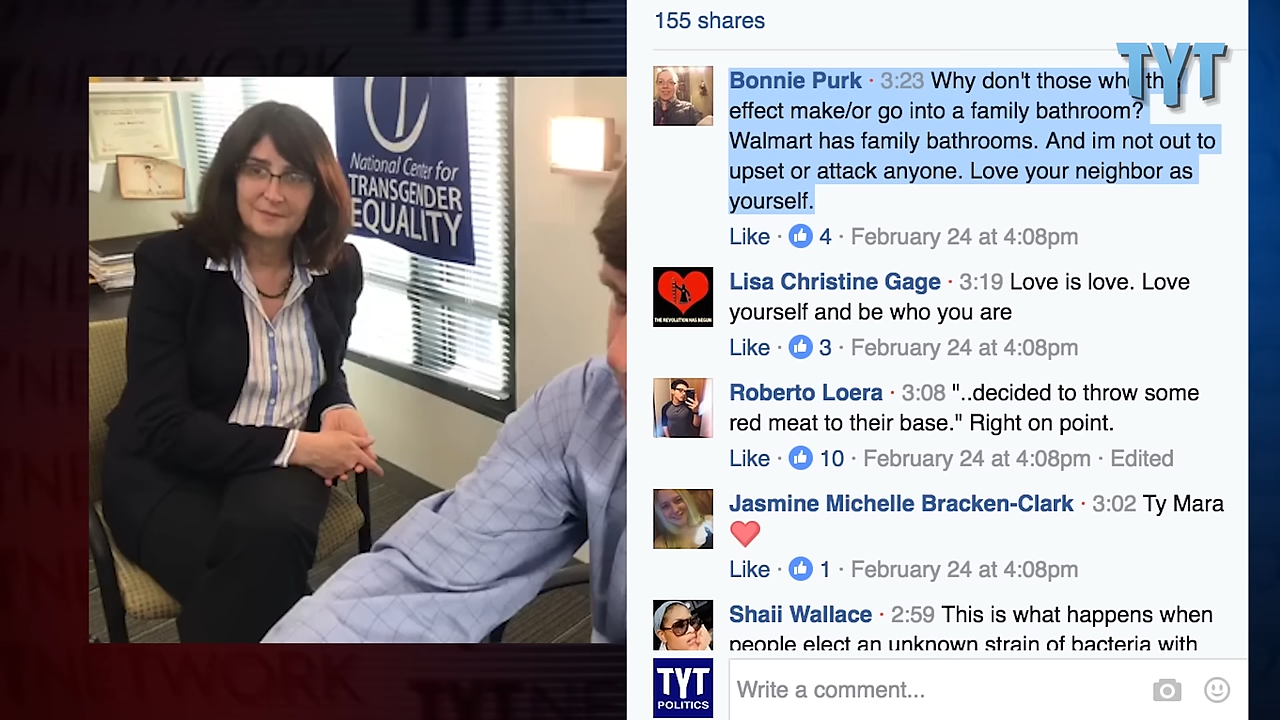 155 shares
TYT
Bonnie Purk · 3:23 Why don't those who th
effect make/or go into a family bathroom?
Walmart has family bathrooms. And im not out to
upset or attack anyone. Love your neighbor as
yourself.
Like · 4 · February 24 at 4:08pm
Lisa Christine Gage · 3:19 Love is love. Love
yourself and be who you are
Like · 3 · February 24 at 4:08pm
THE REVOLUTION HAS BEGUN
Roberto Loera · 3:08 "..decided to throw some
red meat to their base." Right on point.
Like · 10 · February 24 at 4:08pm · Edited
Jasmine Michelle Bracken-Clark · 3:02 Ty Mara
❤️
Like · 1 · February 24 at 4:08pm
Shaii Wallace · 2:59 This is what happens when
people elect an unknown strain of bacteria with
TYT
POLITICS
Write a comment...
National Center for
TRANSGENDER
EQUALITY